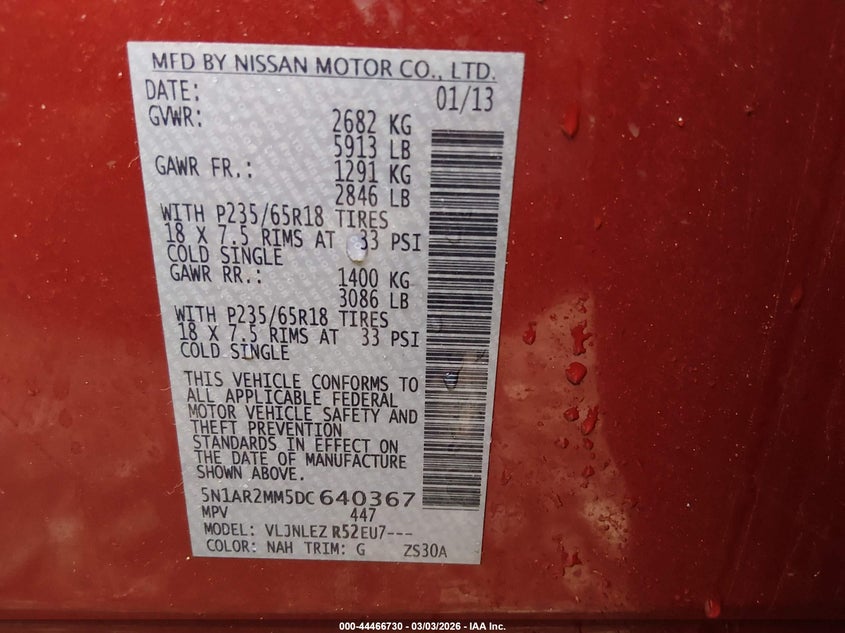 MFD BY NISSAN MOTOR CO., LTD.
DATE: 01/13
GVWR: 2682 KG
5913 LB
GAWR FR.: 1291 KG
2846 LB
WITH P235/65R18 TIRES
18 X 7.5 RIMS AT 33 PSI
COLD SINGLE
GAWR RR.: 1400 KG
3086 LB
WITH P235/65R18 TIRES
18 X 7.5 RIMS AT 33 PSI
COLD SINGLE
THIS VEHICLE CONFORMS TO
ALL APPLICABLE FEDERAL
MOTOR VEHICLE SAFETY AND
THEFT PREVENTION
STANDARDS IN EFFECT ON
THE DATE OF MANUFACTURE
SHOWN ABOVE.
5N1AR2MM5DC640367
MPV 447
MODEL: VLJNLEZ R52EU7---
COLOR: NAH TRIM: G ZS30A
000-44466730 - 03/03/2026 - IAA Inc.